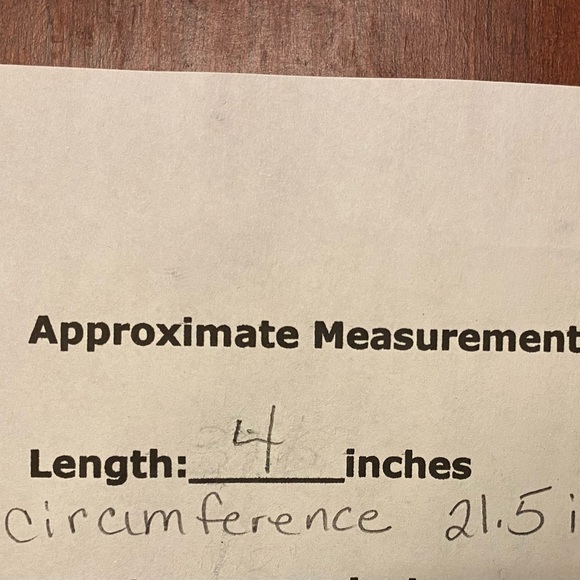 Approximate Measurement
Length: 4 inches
circumference 21.5 i